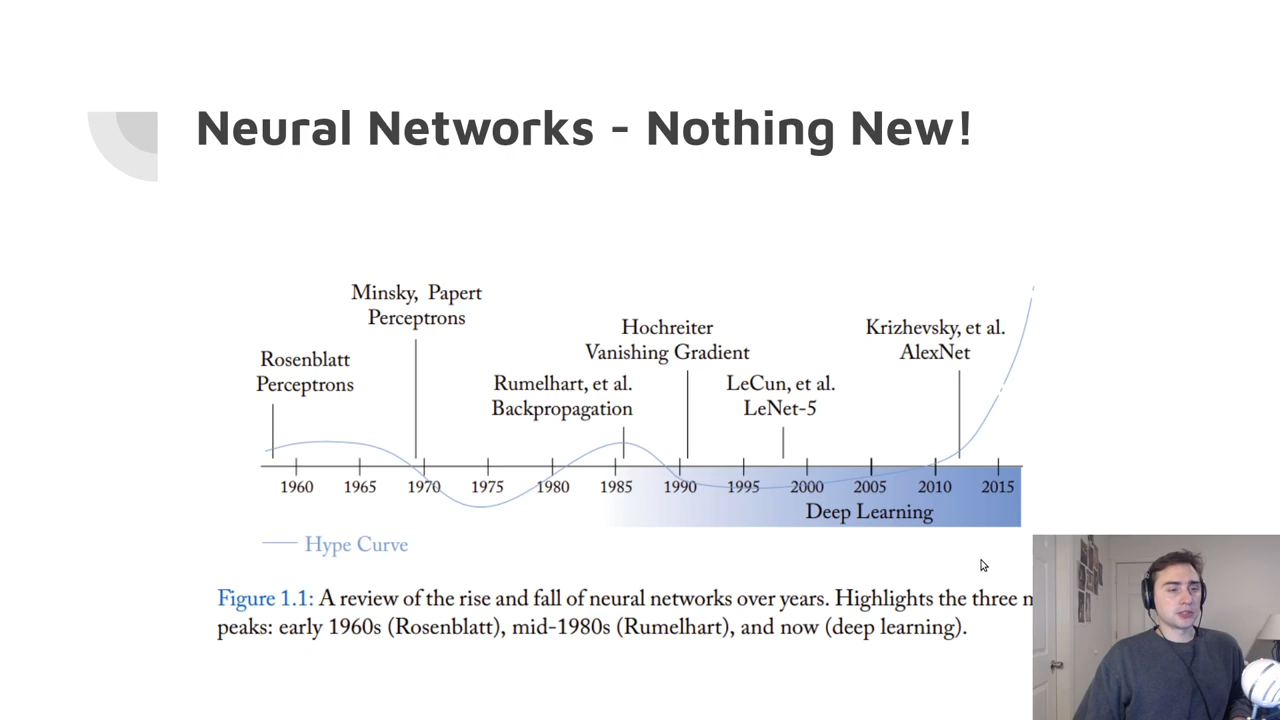 Neural Networks - Nothing New!
Minsky, Papert
Perceptrons
Hochreiter
Vanishing Gradient
Krizhevsky, et al.
AlexNet
Rosenblatt
Perceptrons
Rumelhart, et al.
Backpropagation
LeCun, et al.
LeNet-5
1960 1965 1970 1975 1980 1985 1990 1995 2000 2005 2010 2015
Deep Learning
Hype Curve
Figure 1.1: A review of the rise and fall of neural networks over years. Highlights the three
peaks: early 1960s (Rosenblatt), mid-1980s (Rumelhart), and now (deep learning).